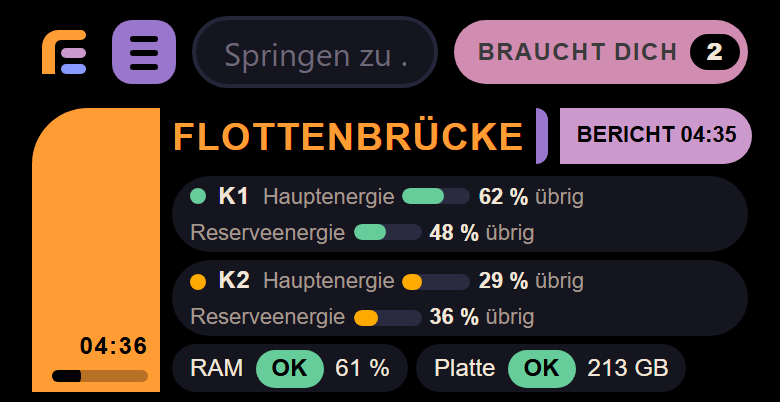 Springen zu .
BRAUCHT DICH 2
FLOTTENBRÜCKE
BERICHT 04:35
K1 Hauptenergie 62 % übrig
Reserveenergie 48 % übrig
K2 Hauptenergie 29 % übrig
Reserveenergie 36 % übrig
04:36
RAM OK 61 %
Platte OK 213 GB